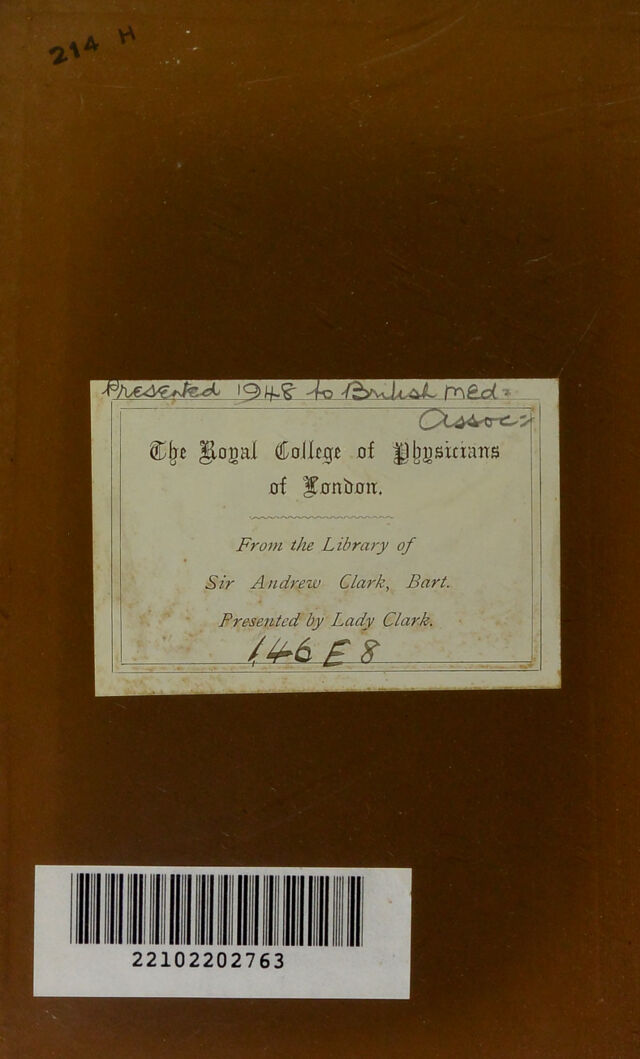 214 H
Presented 1948 to British Med=
Assoc=
The Royal College of Physicians
of London.
From the Library of
Sir Andrew Clark, Bart.
Presented by Lady Clark.
146 E 8
22102202763